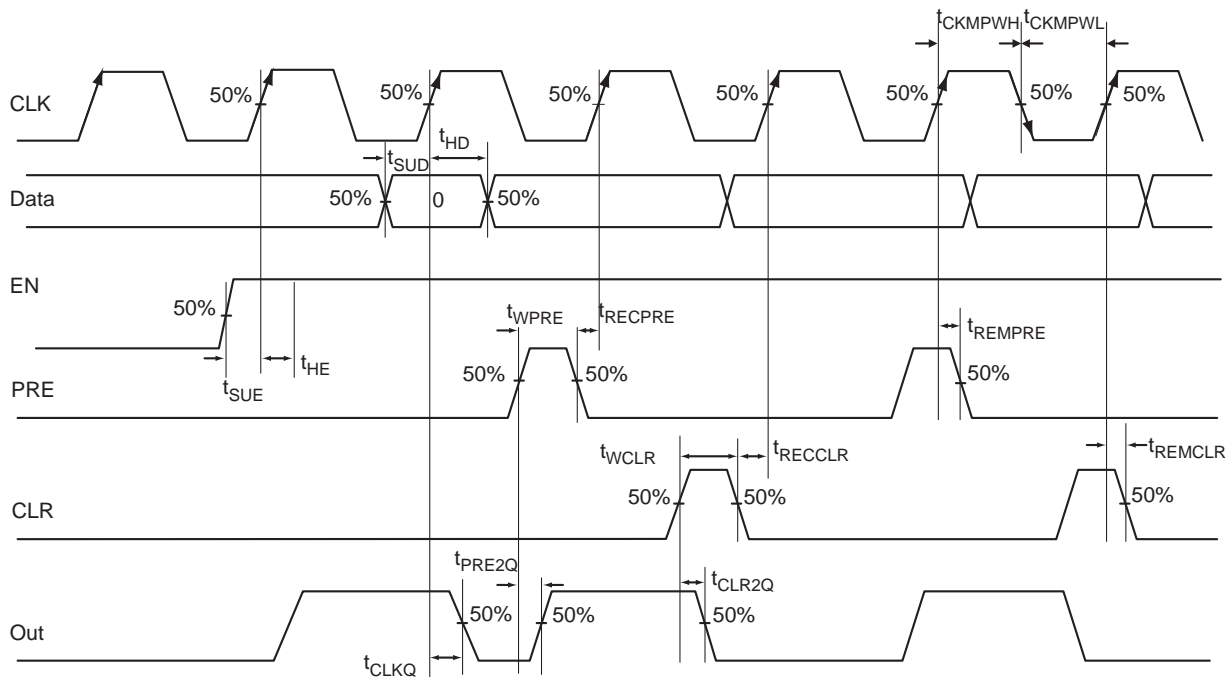 tCKMPWH tCKMPWL
CLK
50% 50% 50% 50% 50% 50% 50%
tSUD
tHD
Data
50% 0 50%
EN
50%
tSUE
tHE
tWPRE tRECPRE tREMPRE
PRE
50% 50% 50%
tWCLR tRECCLR tREMCLR
CLR
50% 50% 50%
tPRE2Q tCLR2Q
Out
50% 50% 50%
tCLKQ